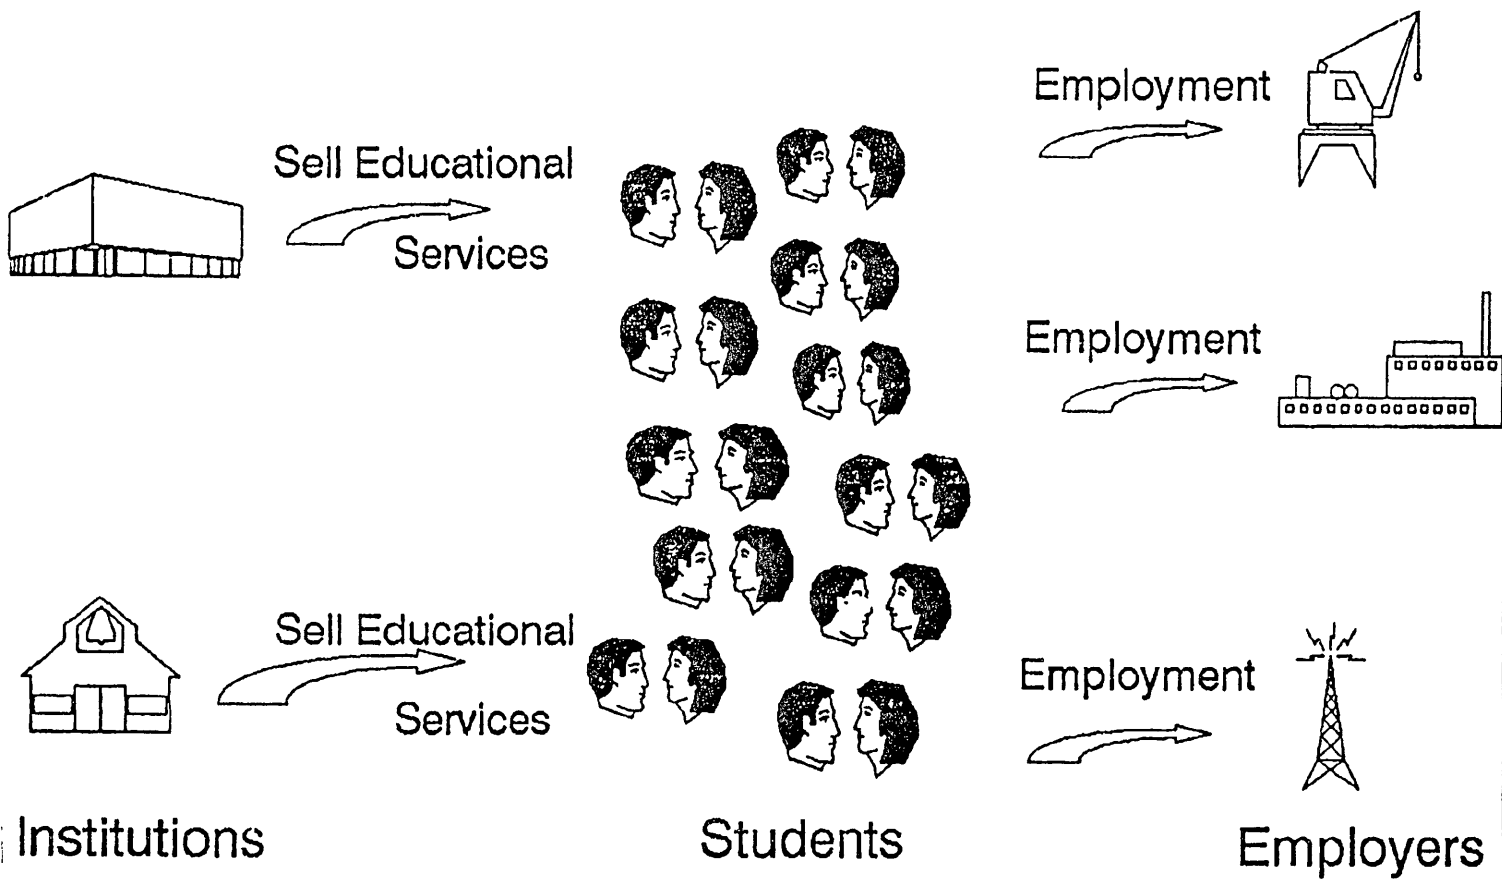 Employment
Sell Educational
Services
Employment
Sell Educational
Services
Employment
Institutions
Students
Employers